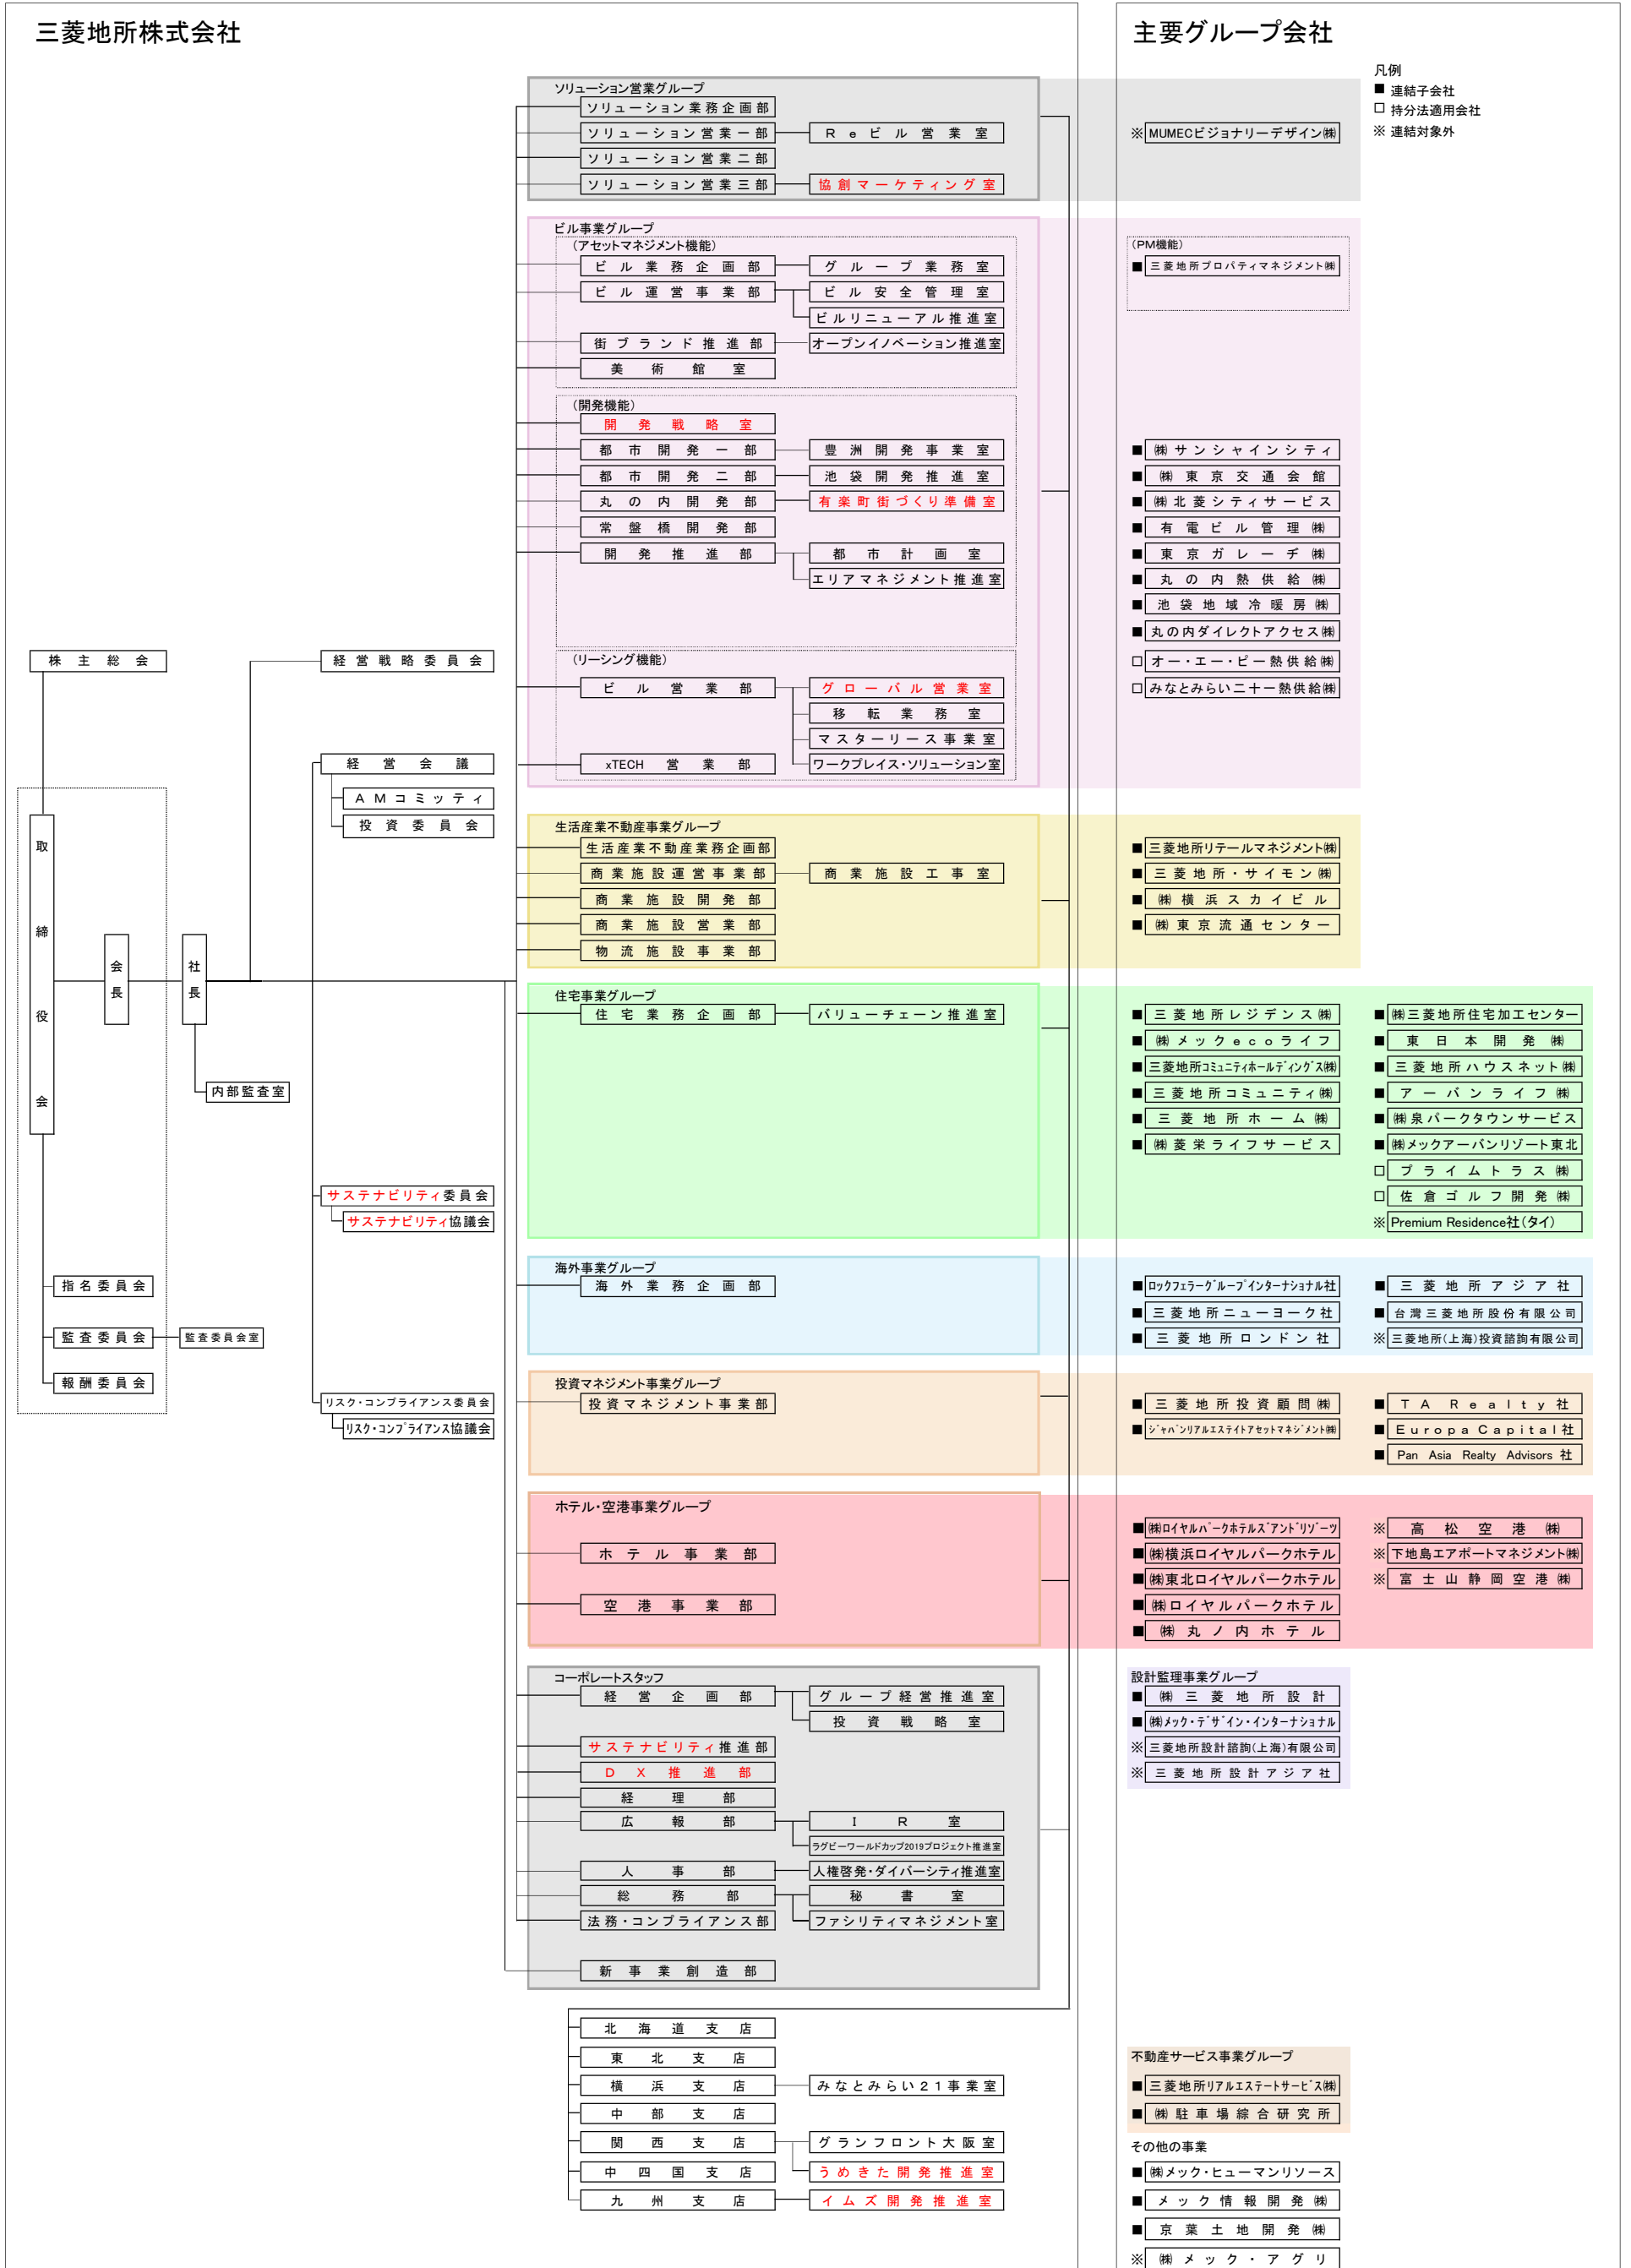 三菱地所株式会社
主要グループ会社
凡例
■ 連結子会社
□ 持分法適用会社
※ 連結対象外
株主総会
取締役会
会長
社長
内部監査室
指名委員会
監査委員会
監査委員会室
報酬委員会
経営戦略委員会
経営会議
AMコミッティ
投資委員会
サステナビリティ委員会
サステナビリティ協議会
リスク・コンプライアンス委員会
リスク・コンプライアンス協議会
ソリューション営業グループ
ソリューション業務企画部
ソリューション営業一部
Reビル営業室
ソリューション営業二部
ソリューション営業三部
協創マーケティング室
※ MUMECビジョナリーデザイン㈱
ビル事業グループ
(アセットマネジメント機能)
ビル業務企画部
グループ業務室
ビル運営事業部
ビル安全管理室
ビルリニューアル推進室
街ブランド推進部
オープンイノベーション推進室
美術館室
(PM機能)
■ 三菱地所プロパティマネジメント㈱
(開発機能)
開発戦略室
都市開発一部
豊洲開発事業室
都市開発二部
池袋開発推進室
丸の内開発部
有楽町街づくり準備室
常盤橋開発部
開発推進部
都市計画室
エリアマネジメント推進室
■ ㈱サンシャインシティ
■ ㈱東京交通会館
■ ㈱北菱シティサービス
■ 有電ビル管理㈱
■ 東京ガレーヂ㈱
■ 丸の内熱供給㈱
■ 池袋地域冷暖房㈱
■ 丸の内ダイレクトアクセス㈱
□ オー・エー・ピー熱供給㈱
□ みなとみらい二十一熱供給㈱
(リーシング機能)
ビル営業部
グローバル営業室
移転業務室
マスターリース事業室
xTECH営業部
ワークプレイス・ソリューション室
生活産業不動産事業グループ
生活産業不動産業務企画部
商業施設運営事業部
商業施設工事室
商業施設開発部
商業施設営業部
物流施設事業部
■ 三菱地所リテールマネジメント㈱
■ 三菱地所・サイモン㈱
■ ㈱横浜スカイビル
■ ㈱東京流通センター
住宅事業グループ
住宅業務企画部
バリューチェーン推進室
■ 三菱地所レジデンス㈱
■ ㈱メックecoライフ
■ 三菱地所コミュニティホールディングス㈱
■ 三菱地所コミュニティ㈱
■ 三菱地所ホーム㈱
■ ㈱菱栄ライフサービス
■ ㈱三菱地所住宅加工センター
■ 東日本開発㈱
■ 三菱地所ハウスネット㈱
■ アーバンライフ㈱
■ ㈱泉パークタウンサービス
■ ㈱メックアーバンリゾート東北
□ プライムトラス㈱
□ 佐倉ゴルフ開発㈱
※ Premium Residence社(タイ)
海外事業グループ
海外業務企画部
■ ロックフェラーグループインターナショナル社
■ 三菱地所ニューヨーク社
■ 三菱地所ロンドン社
■ 三菱地所アジア社
■ 台湾三菱地所股份有限公司
※ 三菱地所(上海)投資諮詢有限公司
投資マネジメント事業グループ
投資マネジメント事業部
■ 三菱地所投資顧問㈱
■ ジャパンリアルエステイトアセットマネジメント㈱
■ TA Realty社
■ Europa Capital社
■ Pan Asia Realty Advisors 社
ホテル・空港事業グループ
ホテル事業部
空港事業部
■ ㈱ロイヤルパークホテルズアンドリゾーツ
■ ㈱横浜ロイヤルパークホテル
■ ㈱東北ロイヤルパークホテル
■ ㈱ロイヤルパークホテル
■ ㈱丸ノ内ホテル
※ 高松空港㈱
※ 下地島エアポートマネジメント㈱
※ 富士山静岡空港㈱
コーポレートスタッフ
経営企画部
グループ経営推進室
投資戦略室
サステナビリティ推進部
DX推進部
経理部
広報部
IR室
ラグビーワールドカップ2019プロジェクト推進室
人事部
人権啓発・ダイバーシティ推進室
総務部
秘書室
法務・コンプライアンス部
ファシリティマネジメント室
新事業創造部
設計監理事業グループ
■ ㈱三菱地所設計
■ ㈱メック・デザイン・インターナショナル
※ 三菱地所設計諮詢(上海)有限公司
※ 三菱地所設計アジア社
北海道支店
東北支店
横浜支店
みなとみらい21事業室
中部支店
関西支店
グランフロント大阪室
中四国支店
うめきた開発推進室
九州支店
イムズ開発推進室
不動産サービス事業グループ
■ 三菱地所リアルエステートサービス㈱
■ ㈱駐車場綜合研究所
その他の事業
■ ㈱メック・ヒューマンリソース
■ メック情報開発㈱
■ 京葉土地開発㈱
※ ㈱メック・アグリ